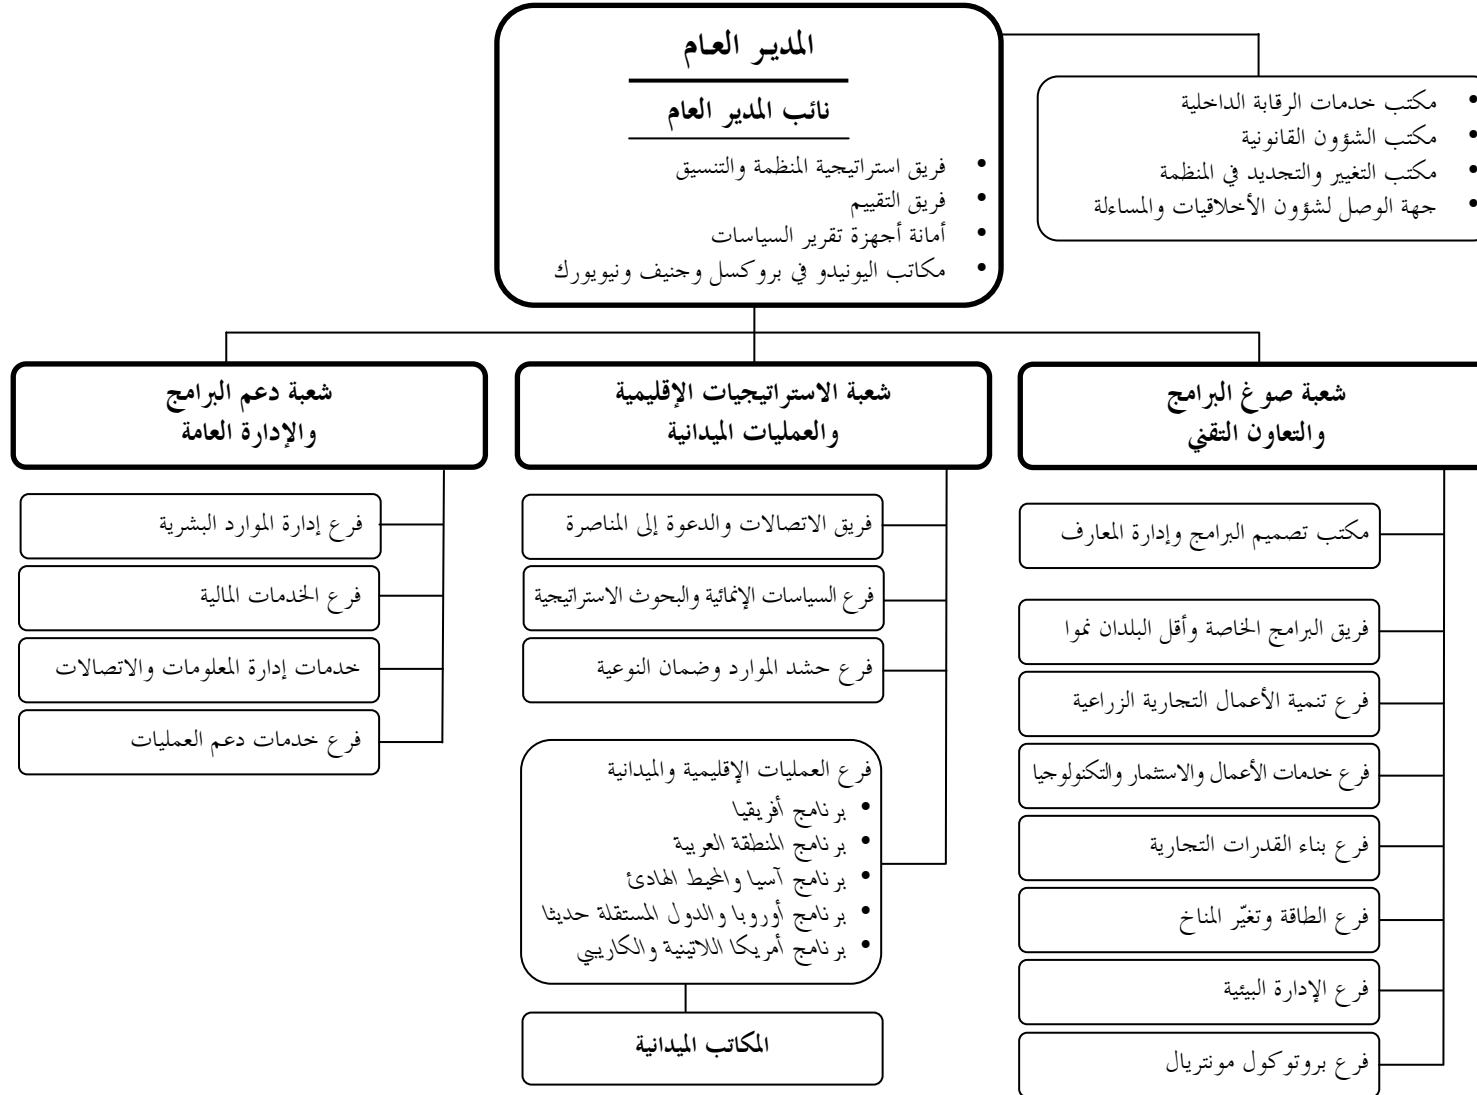 المدير العام
نائب المدير العام
• فريق استراتيجية المنظمة والتنسيق
• فريق التقييم
• أمانة أجهزة تقرير السياسات
• مكاتب اليونيدو في بروكسل وجنيف ونيويورك
• مكتب خدمات الرقابة الداخلية
• مكتب الشؤون القانونية
• مكتب التغيير والتجديد في المنظمة
• جهة الوصل لشؤون الأخلاقيات والمساءلة
شعبة صوغ البرامج
والتعاون التقني
مكتب تصميم البرامج وإدارة المعارف
فريق البرامج الخاصة وأقل البلدان نموا
فرع تنمية الأعمال التجارية الزراعية
فرع خدمات الأعمال والاستثمار والتكنولوجيا
فرع بناء القدرات التجارية
فرع الطاقة وتغيّر المناخ
فرع الإدارة البيئية
فرع بروتوكول مونتريال
شعبة الاستراتيجيات الإقليمية
والعمليات الميدانية
فريق الاتصالات والدعوة إلى المناصرة
فرع السياسات الإنمائية والبحوث الاستراتيجية
فرع حشد الموارد وضمان النوعية
فرع العمليات الإقليمية والميدانية
• برنامج أفريقيا
• برنامج المنطقة العربية
• برنامج آسيا والمحيط الهادئ
• برنامج أوروبا والدول المستقلة حديثا
• برنامج أمريكا اللاتينية والكاريبي
المكاتب الميدانية
شعبة دعم البرامج
والإدارة العامة
فرع إدارة الموارد البشرية
فرع الخدمات المالية
خدمات إدارة المعلومات والاتصالات
فرع خدمات دعم العمليات